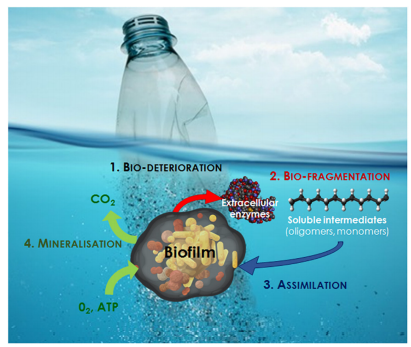 1. BIO-DETERIORATION
2. BIO-FRAGMENTATION
CO2
Extracellular
enzymes
Soluble intermediates
(oligomers, monomers)
4. MINERALISATION
Biofilm
3. ASSIMILATION
02, ATP